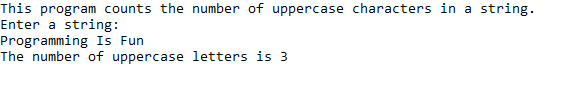 This program counts the number of uppercase characters in a string.
Enter a string:
Programming Is Fun
The number of uppercase letters is 3